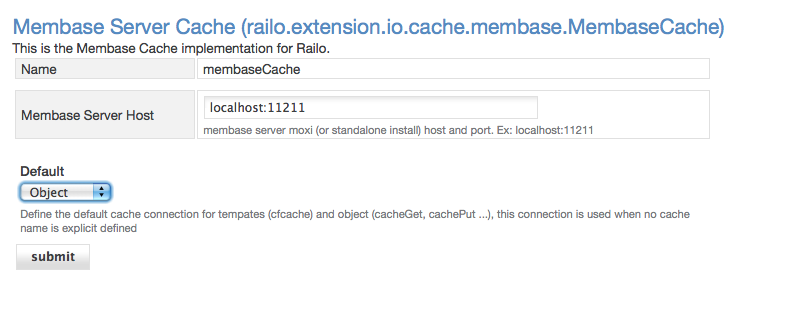 Membase Server Cache (railo.extension.io.cache.membase.MembaseCache)
This is the Membase Cache implementation for Railo.
Name membaseCache
Membase Server Host localhost:11211
membase server moxi (or standalone install) host and port. Ex: localhost:11211
Default
Object
Define the default cache connection for tempates (cfcache) and object (cacheGet, cachePut ...), this connection is used when no cache
name is explicit defined
submit